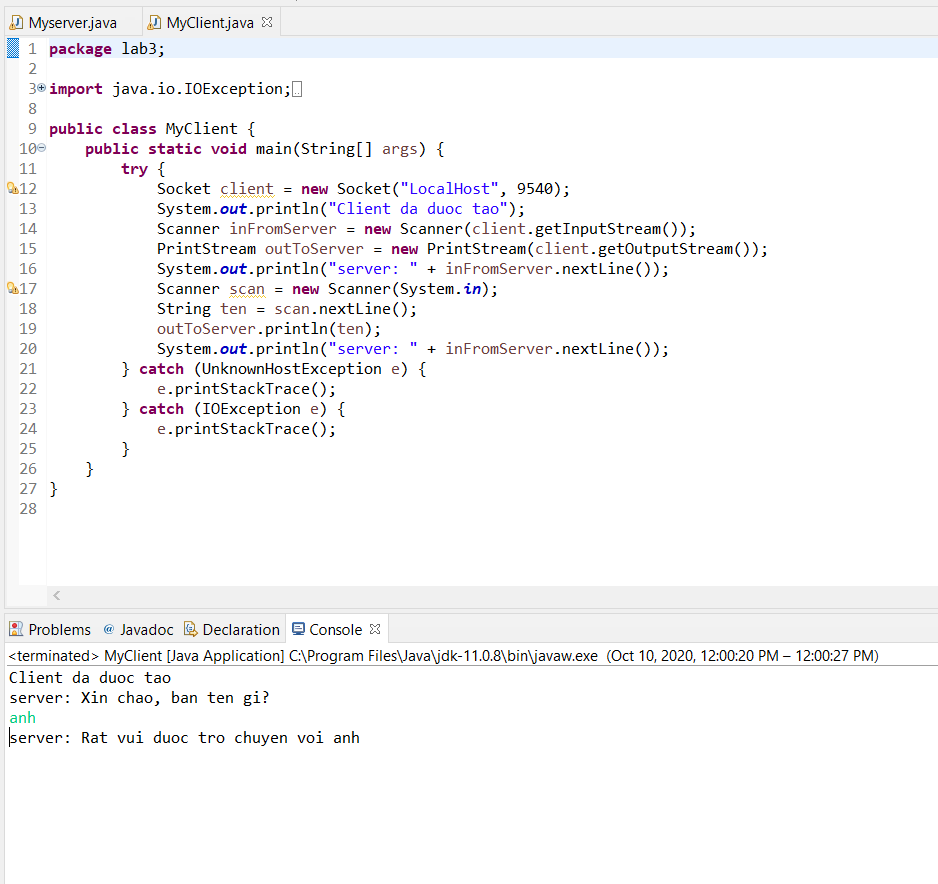 Myserver.java MyClient.java
1 package lab3;
2
3 import java.io.IOException;
8
9 public class MyClient {
10 public static void main(String[] args) {
11 try {
12 Socket client = new Socket("LocalHost", 9540);
13 System.out.println("Client da duoc tao");
14 Scanner inFromServer = new Scanner(client.getInputStream());
15 PrintStream outToServer = new PrintStream(client.getOutputStream());
16 System.out.println("server: " + inFromServer.nextLine());
17 Scanner scan = new Scanner(System.in);
18 String ten = scan.nextLine();
19 outToServer.println(ten);
20 System.out.println("server: " + inFromServer.nextLine());
21 } catch (UnknownHostException e) {
22 e.printStackTrace();
23 } catch (IOException e) {
24 e.printStackTrace();
25 }
26 }
27 }
28
Problems @ Javadoc Declaration Console
<terminated> MyClient [Java Application] C:\Program Files\Java\jdk-11.0.8\bin\javaw.exe (Oct 10, 2020, 12:00:20 PM – 12:00:27 PM)
Client da duoc tao
server: Xin chao, ban ten gi?
anh
server: Rat vui duoc tro chuyen voi anh